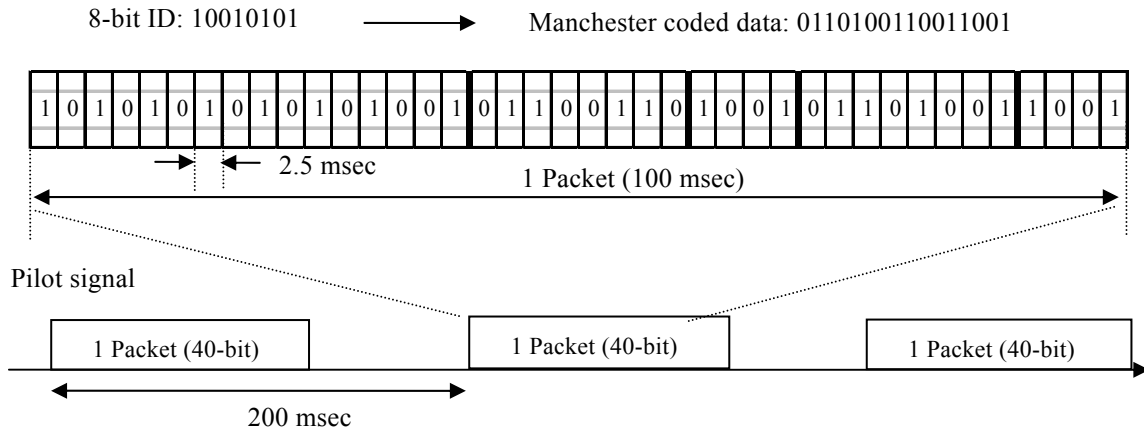 8-bit ID: 10010101 Manchester coded data: 0110100110011001
1 0 1 0 1 0 1 0 1 0 1 0 1 0 0 1 0 1 1 0 0 1 1 0 1 0 0 1 0 1 1 0 1 0 0 1 1 0 0 1
2.5 msec
1 Packet (100 msec)
Pilot signal
1 Packet (40-bit) 1 Packet (40-bit) 1 Packet (40-bit)
200 msec